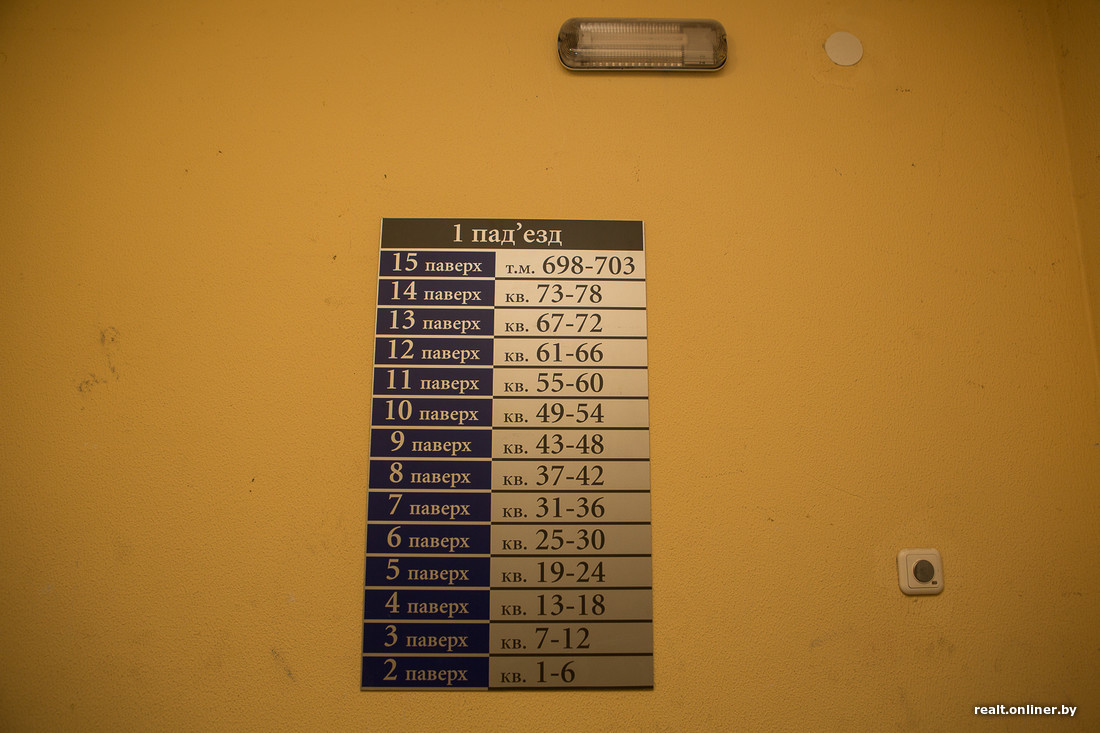 1 пад’езд
15 паверх т.м. 698-703
14 паверх кв. 73-78
13 паверх кв. 67-72
12 паверх кв. 61-66
11 паверх кв. 55-60
10 паверх кв. 49-54
9 паверх кв. 43-48
8 паверх кв. 37-42
7 паверх кв. 31-36
6 паверх кв. 25-30
5 паверх кв. 19-24
4 паверх кв. 13-18
3 паверх кв. 7-12
2 паверх кв. 1-6
realt.onliner.by